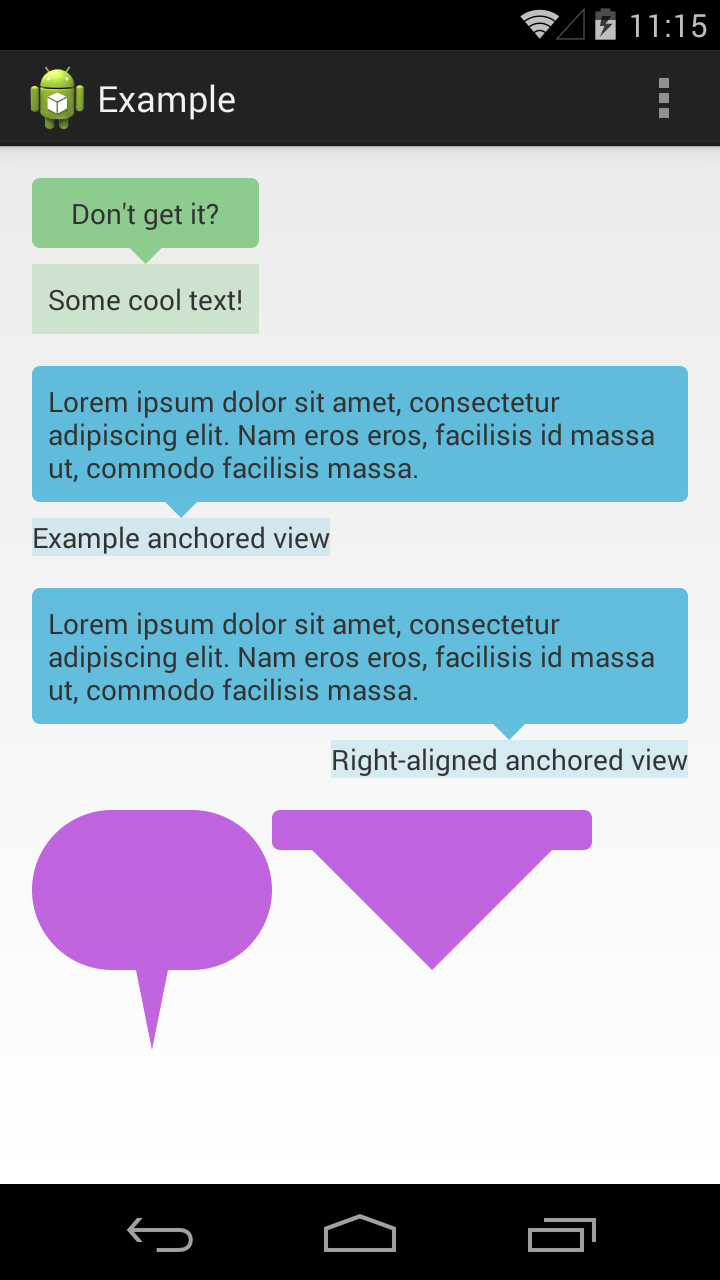 11:15
Example
Don't get it?
Some cool text!
Lorem ipsum dolor sit amet, consectetur
adipiscing elit. Nam eros eros, facilisis id massa
ut, commodo facilisis massa.
Example anchored view
Lorem ipsum dolor sit amet, consectetur
adipiscing elit. Nam eros eros, facilisis id massa
ut, commodo facilisis massa.
Right-aligned anchored view